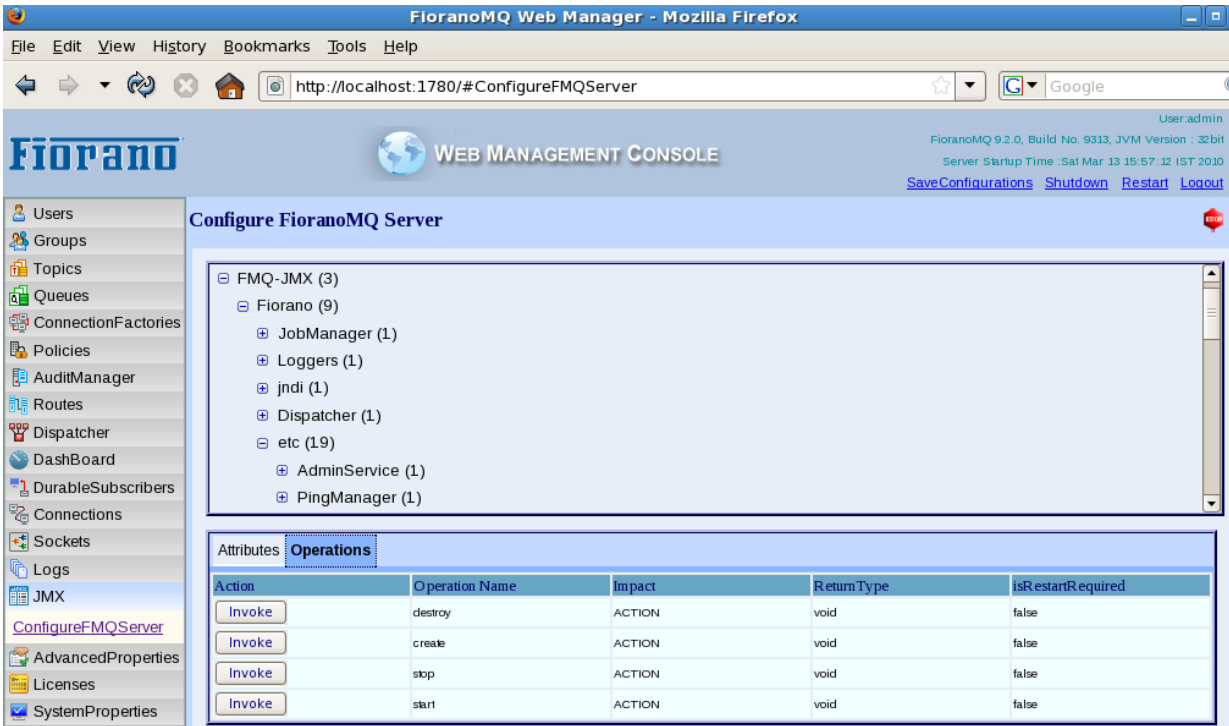 FioranoMQ Web Manager - Mozilla Firefox
File Edit View History Bookmarks Tools Help
http://localhost:1780/#ConfigureFMQServer
G Google
User:admin
Fiorano
WEB MANAGEMENT CONSOLE
FioranoMQ 9.2.0, Build No. 9313, JVM Version : 32bit
Server Startup Time :Sat Mar 13 15:57:12 IST 2010
SaveConfigurations Shutdown Restart Logout
Users
Groups
Topics
Queues
ConnectionFactories
Policies
AuditManager
Routes
Dispatcher
DashBoard
DurableSubscribers
Connections
Sockets
Logs
JMX
ConfigureFMQServer
AdvancedProperties
Licenses
SystemProperties
Configure FioranoMQ Server
STOP
FMQ-JMX (3)
Fiorano (9)
JobManager (1)
Loggers (1)
jndi (1)
Dispatcher (1)
etc (19)
AdminService (1)
PingManager (1)
Attributes Operations
Action Operation Name Impact ReturnType isRestartRequired
Invoke destroy ACTION void false
Invoke create ACTION void false
Invoke stop ACTION void false
Invoke start ACTION void false